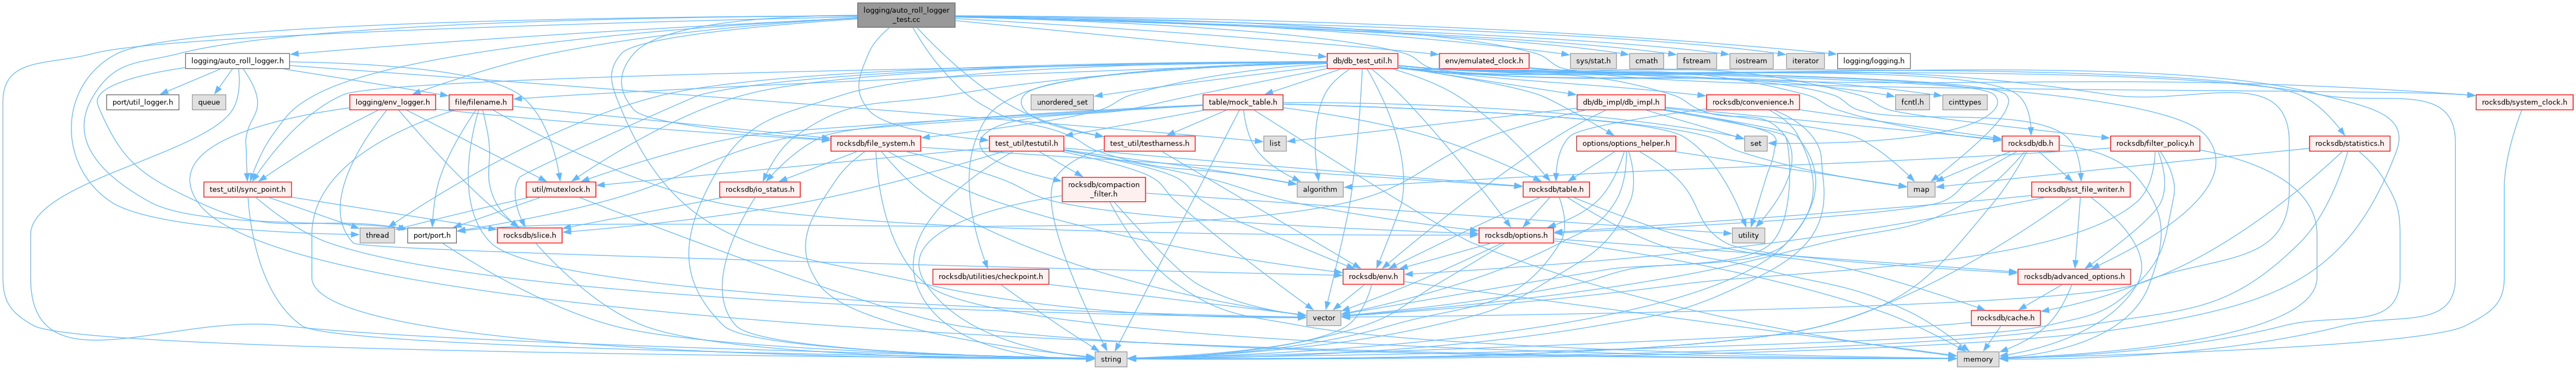 logging/auto_roll_logger
_test.cc
logging/auto_roll_logger.h
db/db_test_util.h
env/emulated_clock.h
sys/stat.h
cmath
fstream
iostream
iterator
logging/logging.h
port/util_logger.h
queue
logging/env_logger.h
file/filename.h
unordered_set
table/mock_table.h
db/db_impl/db_impl.h
rocksdb/convenience.h
fcntl.h
cinttypes
rocksdb/system_clock.h
rocksdb/file_system.h
test_util/testutil.h
test_util/testharness.h
list
options/options_helper.h
set
rocksdb/db.h
rocksdb/filter_policy.h
rocksdb/statistics.h
test_util/sync_point.h
util/mutexlock.h
rocksdb/io_status.h
rocksdb/compaction
_filter.h
algorithm
rocksdb/table.h
map
rocksdb/sst_file_writer.h
thread
port/port.h
rocksdb/slice.h
rocksdb/options.h
utility
rocksdb/utilities/checkpoint.h
rocksdb/env.h
rocksdb/advanced_options.h
vector
rocksdb/cache.h
string
memory